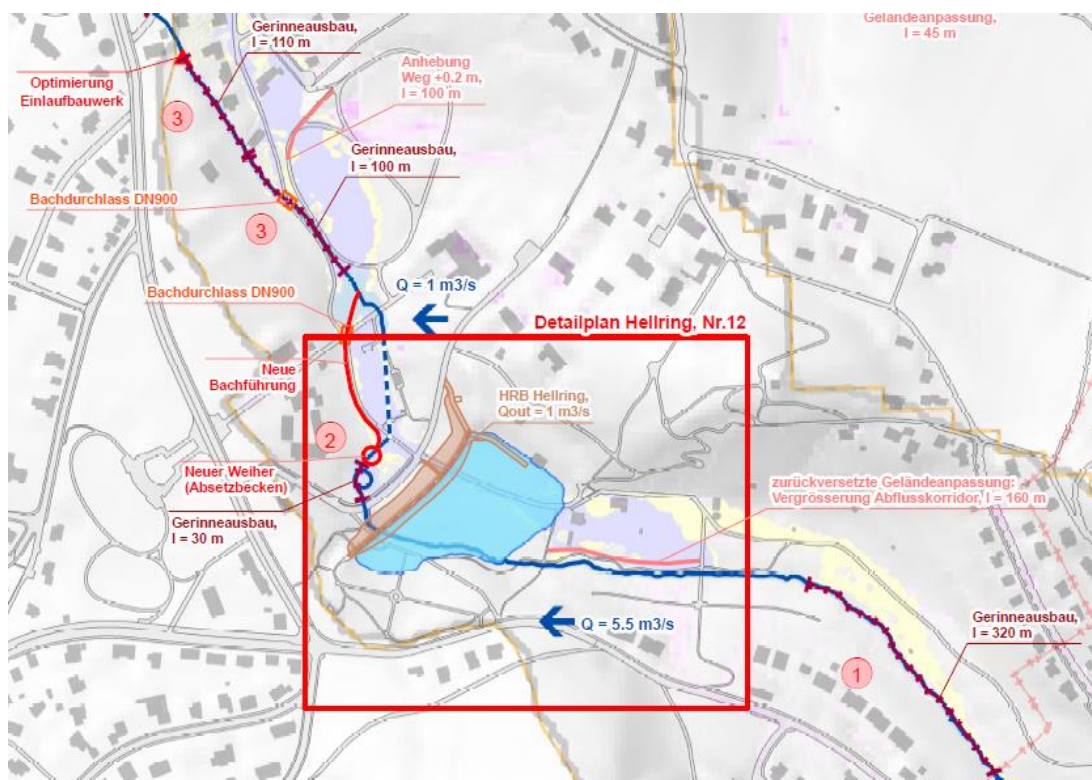 Gerinneausbau,
l = 110 m
Geländeanpassung,
l = 45 m
Optimierung
Einlaufbauwerk
Anhebung
Weg +0.2 m,
l = 100 m
3
Gerinneausbau,
l = 100 m
Bachdurchlass DN900
3
Bachdurchlass DN900
Q = 1 m3/s
Detailplan Hellring, Nr.12
Neue
Bachführung
HRB Hellring,
Qout = 1 m3/s
2
Neuer Weiher
(Absetzbecken)
zurückversetzte Geländeanpassung:
Vergrösserung Abflusskorridor, l = 160 m
Gerinneausbau,
l = 30 m
Q = 5.5 m3/s
Gerinneausbau,
l = 320 m
1